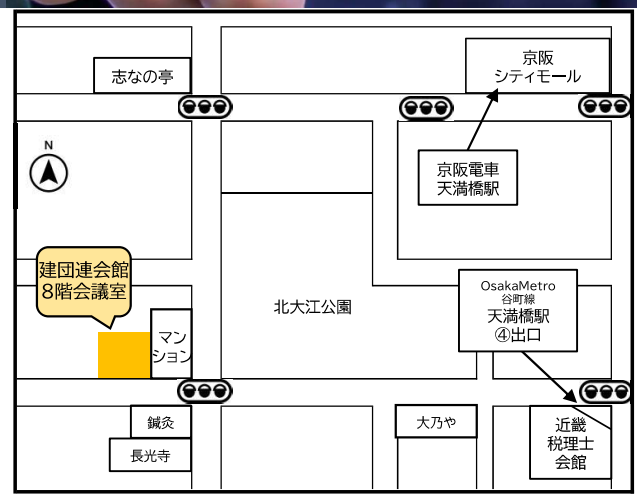 京阪
シティモール
志なの亭
N
京阪電車
天満橋駅
建団連会館
8階会議室
OsakaMetro
谷町線
天満橋駅
④出口
北大江公園
マン
ション
鍼灸
長光寺
大乃や
近畿
税理士
会館